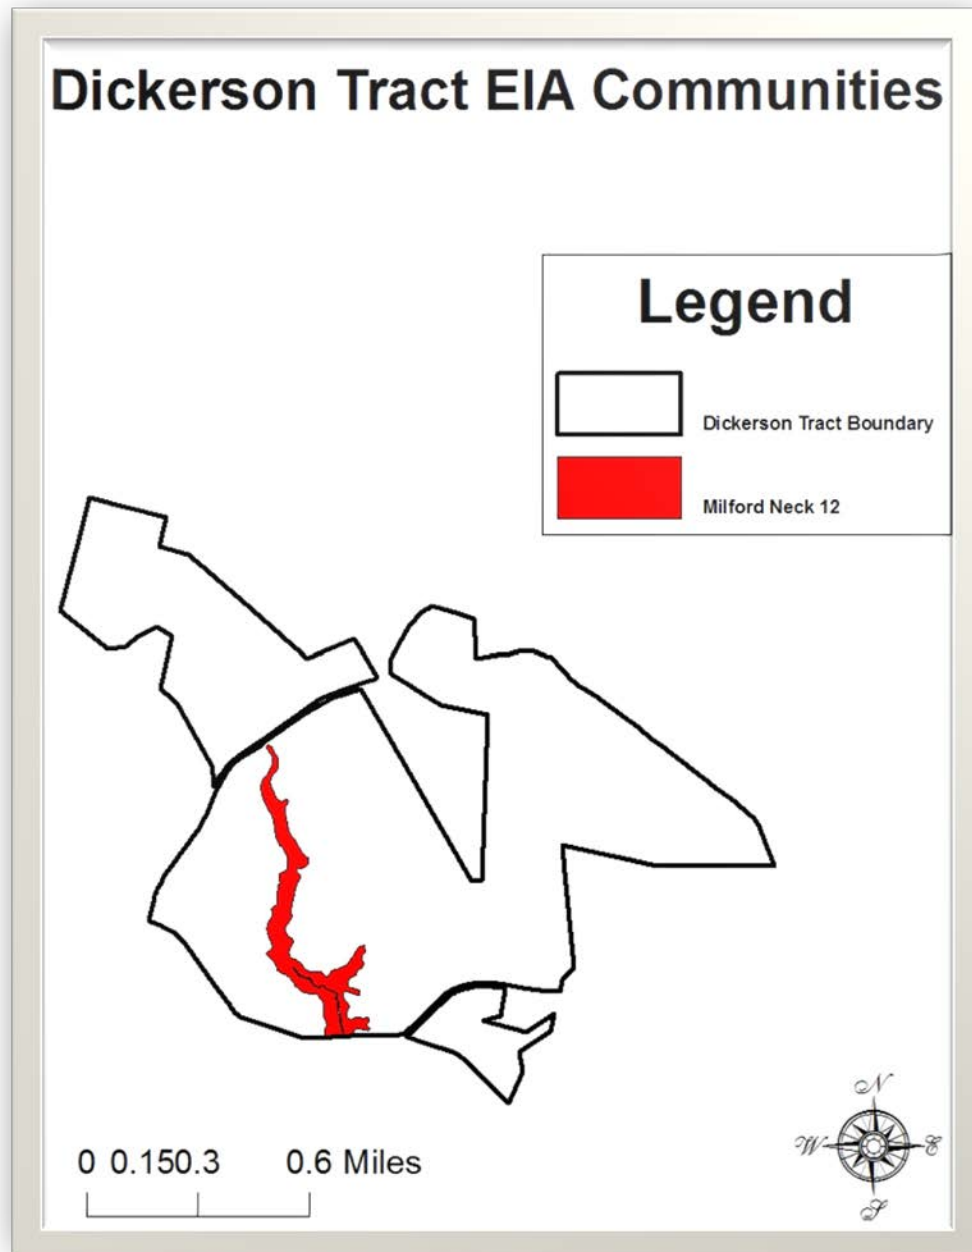 Dickerson Tract EIA Communities
Legend
Dickerson Tract Boundary
Milford Neck 12
0 0.150.3 0.6 Miles
N
W E
S